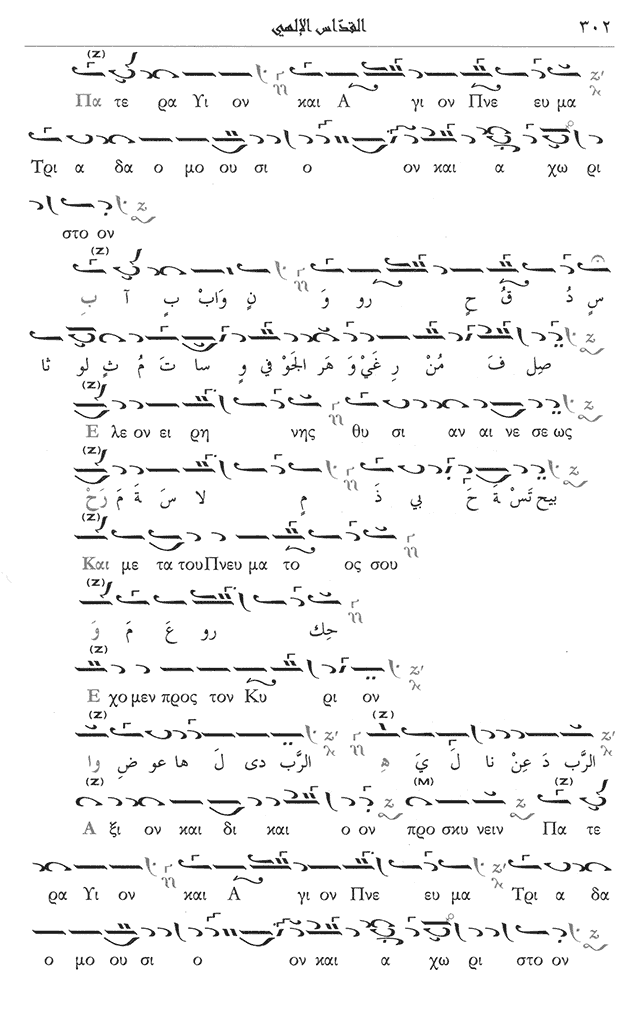 القدّاس الإلهي ٣٠٢
(Z)
Πα τε ρα Υι ον και Α γι ον Πνε ευ μα
Τρι α δα ο μο ου σι ο ον και α χω ρι
στο ον
(Z)
بِ آ بٍ وَابْ نٍ وَ رو حٍ قُ دُ سٍ
ثا لو ثٍ مُ تَ سا وٍ في الجَوْ هَر وَ غَيْ رِ مُنْ فَ صِل
(Z)
Ε λε ον ει ρη νης θυ σι αν αι νε σε ως
(Z)
رَحْ مَ ةَ سَ لا مٍ ذَ بي حَ ةَ تَسْ بيح
(Z)
Και με τα του Πνευ μα το ος σου
(Z)
وَ مَ عَ رو حِك
(Z)
Ε χο μεν προς τον Κυ ρι ον
(Z) (Z)
وا ضِ عو ها لَ دى الرَّب هِ يَ لَ نا عِنْ دَ الرَّب
(Z) (M) (Z)
Α ξι ον και δι και ο ον προ σκυ νειν Πα τε
ρα Υι ον και Α γι ον Πνε ευ μα Τρι α δα
ο μο ου σι ο ον και α χω ρι στο ον